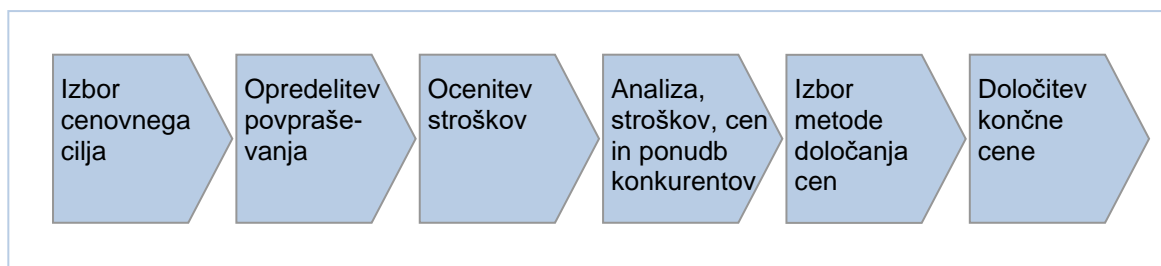 Izbor
cenovnega
cilja
Opredelitev
povpraše-
vanja
Ocenitev
stroškov
Analiza,
stroškov, cen
in ponudb
konkurentov
Izbor
metode
določanja
cen
Določitev
končne
cene